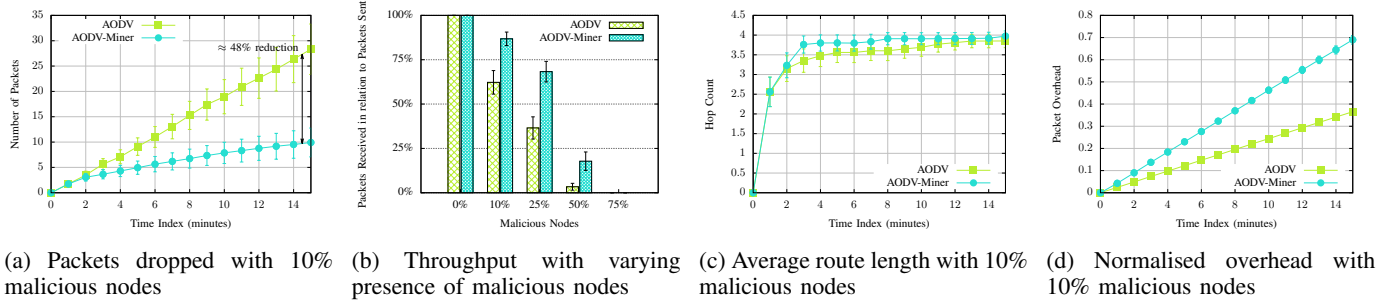 35
30
25
20
15
10
5
0
Number of Packets
0 2 4 6 8 10 12 14
Time Index (minutes)
AODV
AODV-Miner
≈ 48% reduction
(a) Packets dropped with 10%
malicious nodes
100%
75%
50%
25%
0%
Packets Received in relation to Packets Sent
0% 10% 25% 50% 75%
Malicious Nodes
AODV
AODV-Miner
(b) Throughput with varying
presence of malicious nodes
4.5
4
3.5
3
2.5
2
1.5
1
0.5
0
Hop Count
0 2 4 6 8 10 12 14
Time Index (minutes)
AODV
AODV-Miner
(c) Average route length with 10%
malicious nodes
0.8
0.7
0.6
0.5
0.4
0.3
0.2
0.1
0
Packet Overhead
0 2 4 6 8 10 12 14
Time Index (minutes)
AODV
AODV-Miner
(d) Normalised overhead with
10% malicious nodes